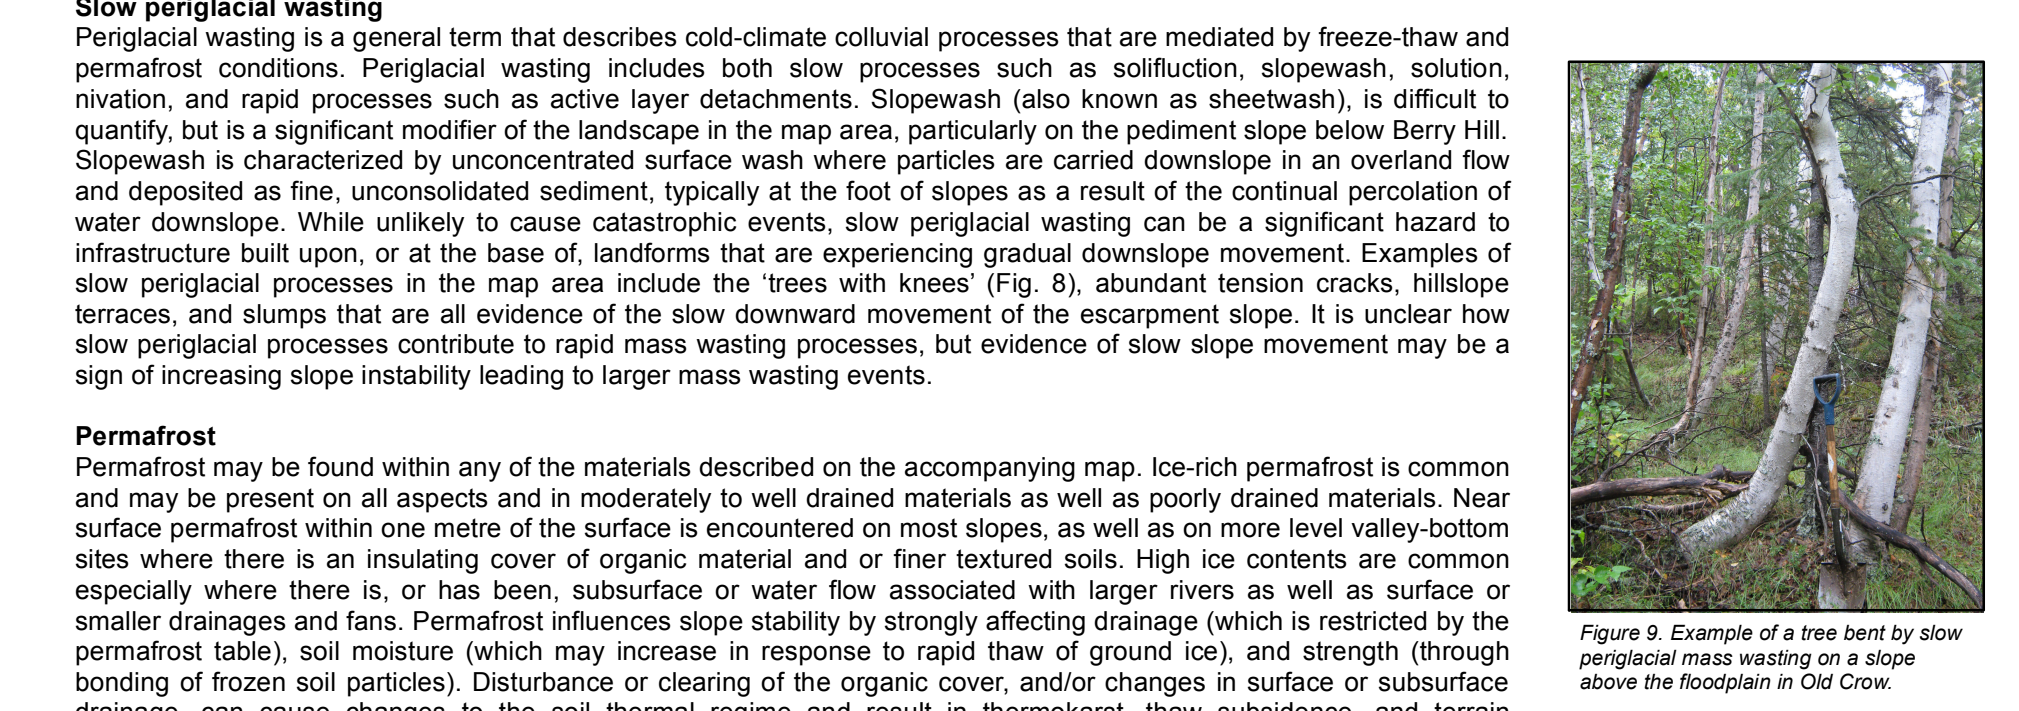 Slow periglacial wasting
Periglacial wasting is a general term that describes cold-climate colluvial processes that are mediated by freeze-thaw and
permafrost conditions. Periglacial wasting includes both slow processes such as solifluction, slopewash, solution,
nivation, and rapid processes such as active layer detachments. Slopewash (also known as sheetwash), is difficult to
quantify, but is a significant modifier of the landscape in the map area, particularly on the pediment slope below Berry Hill.
Slopewash is characterized by unconcentrated surface wash where particles are carried downslope in an overland flow
and deposited as fine, unconsolidated sediment, typically at the foot of slopes as a result of the continual percolation of
water downslope. While unlikely to cause catastrophic events, slow periglacial wasting can be a significant hazard to
infrastructure built upon, or at the base of, landforms that are experiencing gradual downslope movement. Examples of
slow periglacial processes in the map area include the ‘trees with knees’ (Fig. 8), abundant tension cracks, hillslope
terraces, and slumps that are all evidence of the slow downward movement of the escarpment slope. It is unclear how
slow periglacial processes contribute to rapid mass wasting processes, but evidence of slow slope movement may be a
sign of increasing slope instability leading to larger mass wasting events.
Permafrost
Permafrost may be found within any of the materials described on the accompanying map. Ice-rich permafrost is common
and may be present on all aspects and in moderately to well drained materials as well as poorly drained materials. Near
surface permafrost within one metre of the surface is encountered on most slopes, as well as on more level valley-bottom
sites where there is an insulating cover of organic material and or finer textured soils. High ice contents are common
especially where there is, or has been, subsurface or water flow associated with larger rivers as well as surface or
smaller drainages and fans. Permafrost influences slope stability by strongly affecting drainage (which is restricted by the
permafrost table), soil moisture (which may increase in response to rapid thaw of ground ice), and strength (through
bonding of frozen soil particles). Disturbance or clearing of the organic cover, and/or changes in surface or subsurface
drainage, can cause changes to the soil thermal regime and result in thermokarst, thaw subsidence, and terrain
Figure 9. Example of a tree bent by slow
periglacial mass wasting on a slope
above the floodplain in Old Crow.